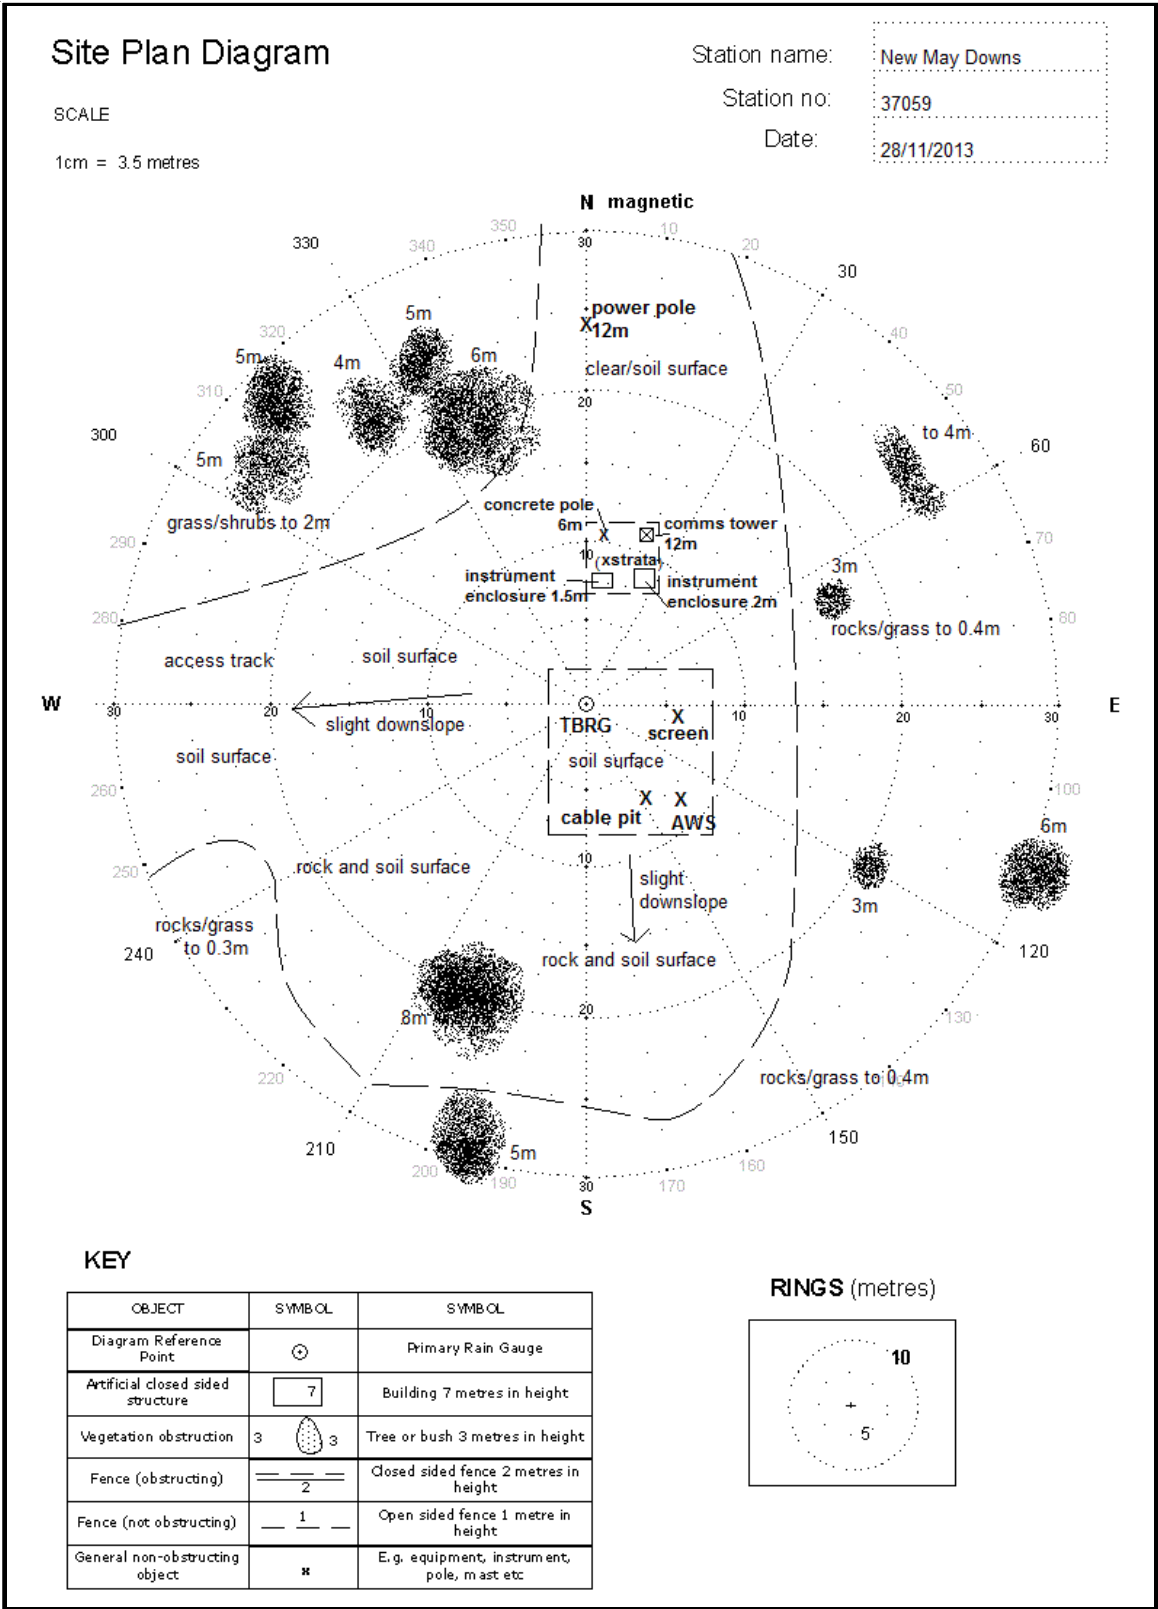 Site Plan Diagram
Station name: New May Downs
Station no: 37059
Date: 28/11/2013
SCALE
1cm = 3.5 metres
N magnetic
350
10
30
340
20
330
30
power pole
12m
5m
320
40
5m
4m
6m
clear/soil surface
310
50
20
300
to 4m
60
5m
concrete pole
grass/shrubs to 2m
6m
comms tower
12m
290
70
10
(xstrata)
3m
instrument
enclosure 1.5m
instrument
enclosure 2m
280
80
rocks/grass to 0.4m
access track
soil surface
W
30
20
10
10
20
30
E
slight downslope
TBRG
screen
soil surface
soil surface
260
100
cable pit
AWS
6m
10
250
rock and soil surface
slight
downslope
3m
rocks/grass
to 0.3m
240
rock and soil surface
120
8m
20
130
220
rocks/grass to 0.4m
210
150
5m
200
160
190
170
30
S
KEY
OBJECT SYMBOL SYMBOL
Diagram Reference
Point
Primary Rain Gauge
Artificial closed sided
structure
7
Building 7 metres in height
Vegetation obstruction
3 3
Tree or bush 3 metres in height
Fence (obstructing)
2
Closed sided fence 2 metres in
height
Fence (not obstructing)
1
Open sided fence 1 metre in
height
General non-obstructing
object
x
E.g. equipment, instrument,
pole, mast etc
RINGS (metres)
10
5